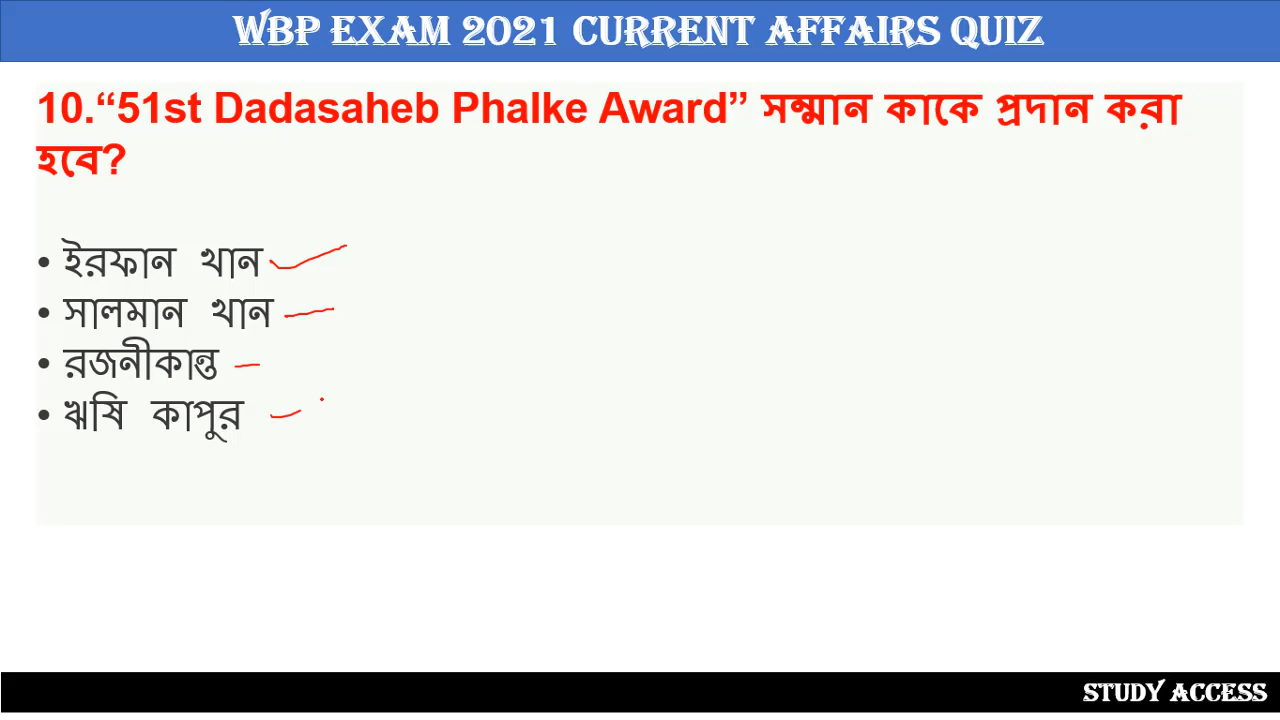 WBP EXAM 2021 CURRENT AFFAIRS QUIZ
10.“51st Dadasaheb Phalke Award” সম্মান কাকে প্রদান করা
হবে?
• ইরফান খান
• সালমান খান
• রজনীকান্ত
• ঋষি কাপুর
STUDY ACCESS